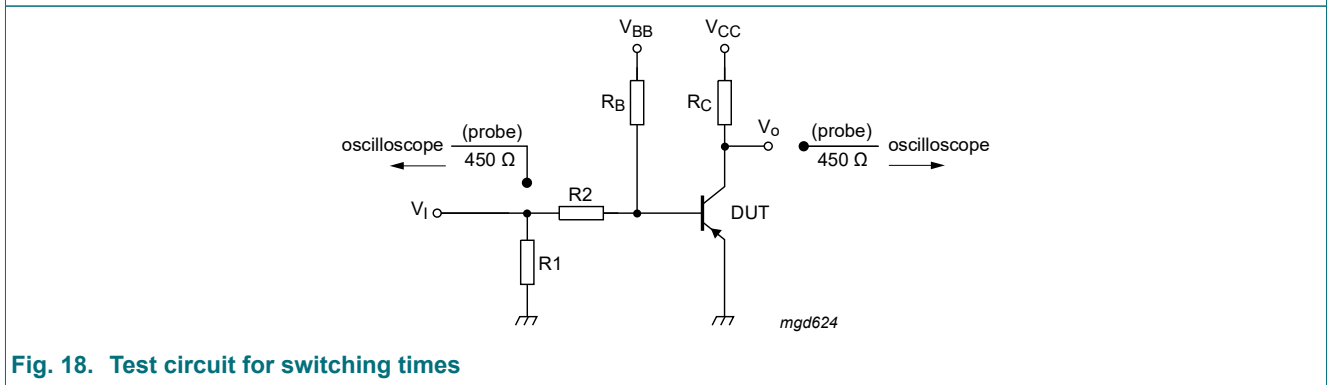 V_BB
V_CC
R_B
R_C
V_o
oscilloscope
(probe)
450 Ω
(probe)
450 Ω
oscilloscope
R2
V_I
DUT
R1
mgd624
Fig. 18. Test circuit for switching times